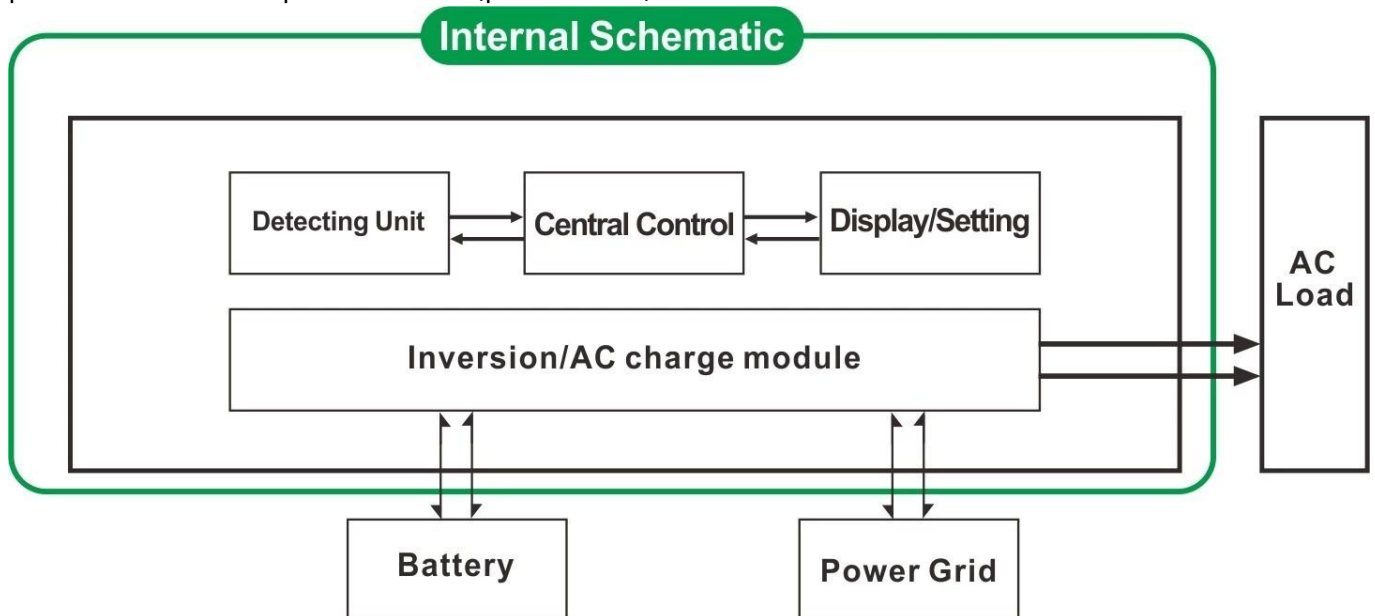 Internal Schematic
Detecting Unit
Central Control
Display/Setting
AC
Load
Inversion/AC charge module
Battery
Power Grid